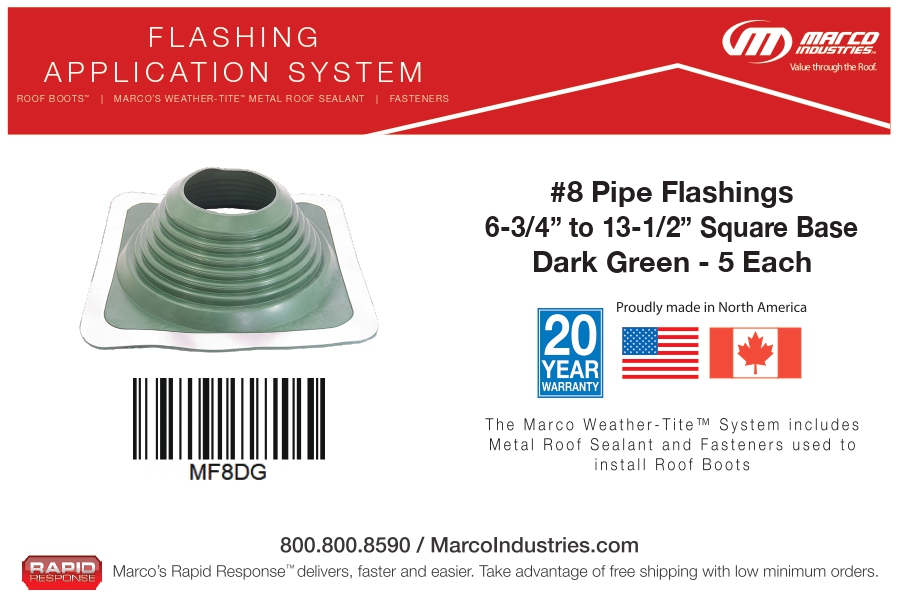 FLASHING
APPLICATION SYSTEM
ROOF BOOTS™ | MARCO'S WEATHER-TITE™ METAL ROOF SEALANT | FASTENERS
MARCO
INDUSTRIES™
Value through the Roof.
#8 Pipe Flashings
6-3/4” to 13-1/2” Square Base
Dark Green - 5 Each
20
YEAR
WARRANTY
Proudly made in North America
MF8DG
The Marco Weather-Tite™ System includes
Metal Roof Sealant and Fasteners used to
install Roof Boots
800.800.8590 / MarcoIndustries.com
RAPID
RESPONSE
Marco’s Rapid Response™ delivers, faster and easier. Take advantage of free shipping with low minimum orders.